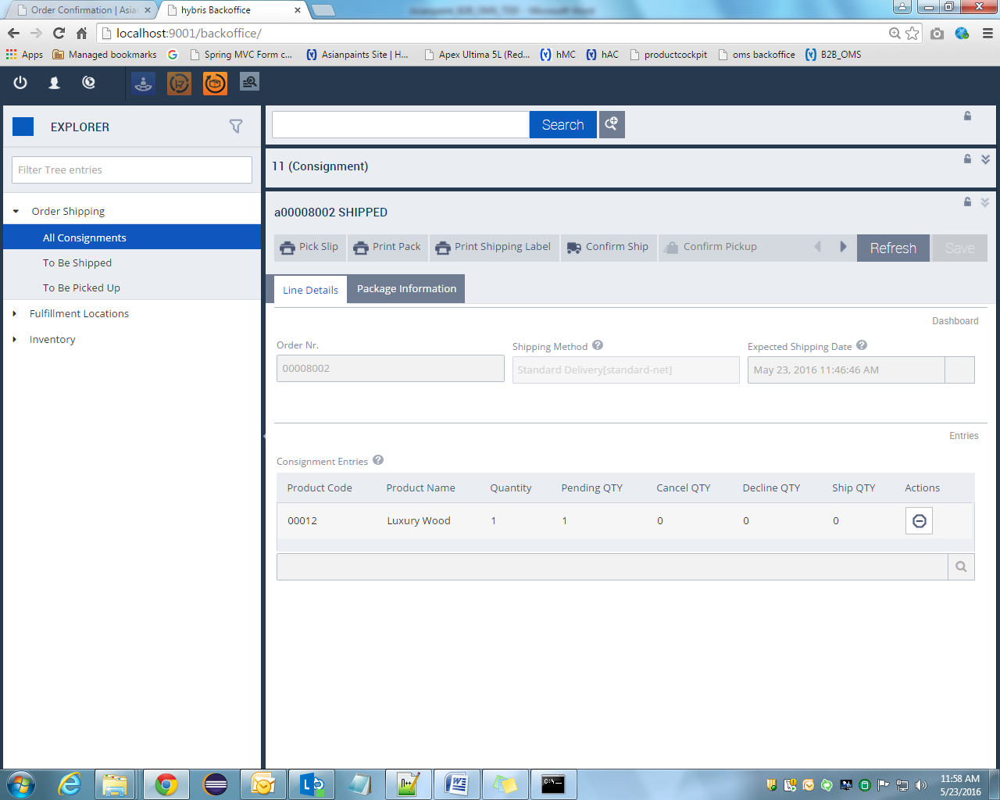 Order Confirmation | Asia
hybris Backoffice
localhost:9001/backoffice/
Apps
Managed bookmarks
Spring MVC Form c...
Asianpaints Site | H...
Apex Ultima 5L (Red...
hMC
hAC
productcockpit
oms backoffice
B2B_OMS
EXPLORER
Filter Tree entries
Order Shipping
All Consignments
To Be Shipped
To Be Picked Up
Fulfillment Locations
Inventory
Search
11 (Consignment)
a00008002 SHIPPED
Pick Slip
Print Pack
Print Shipping Label
Confirm Ship
Confirm Pickup
Refresh
Save
Line Details
Package Information
Dashboard
Order Nr.
Shipping Method
Expected Shipping Date
00008002
Standard Delivery[standard-net]
May 23, 2016 11:46:46 AM
Entries
Consignment Entries
Product Code Product Name Quantity Pending QTY Cancel QTY Decline QTY Ship QTY Actions
00012 Luxury Wood 1 1 0 0 0
11:58 AM
5/23/2016